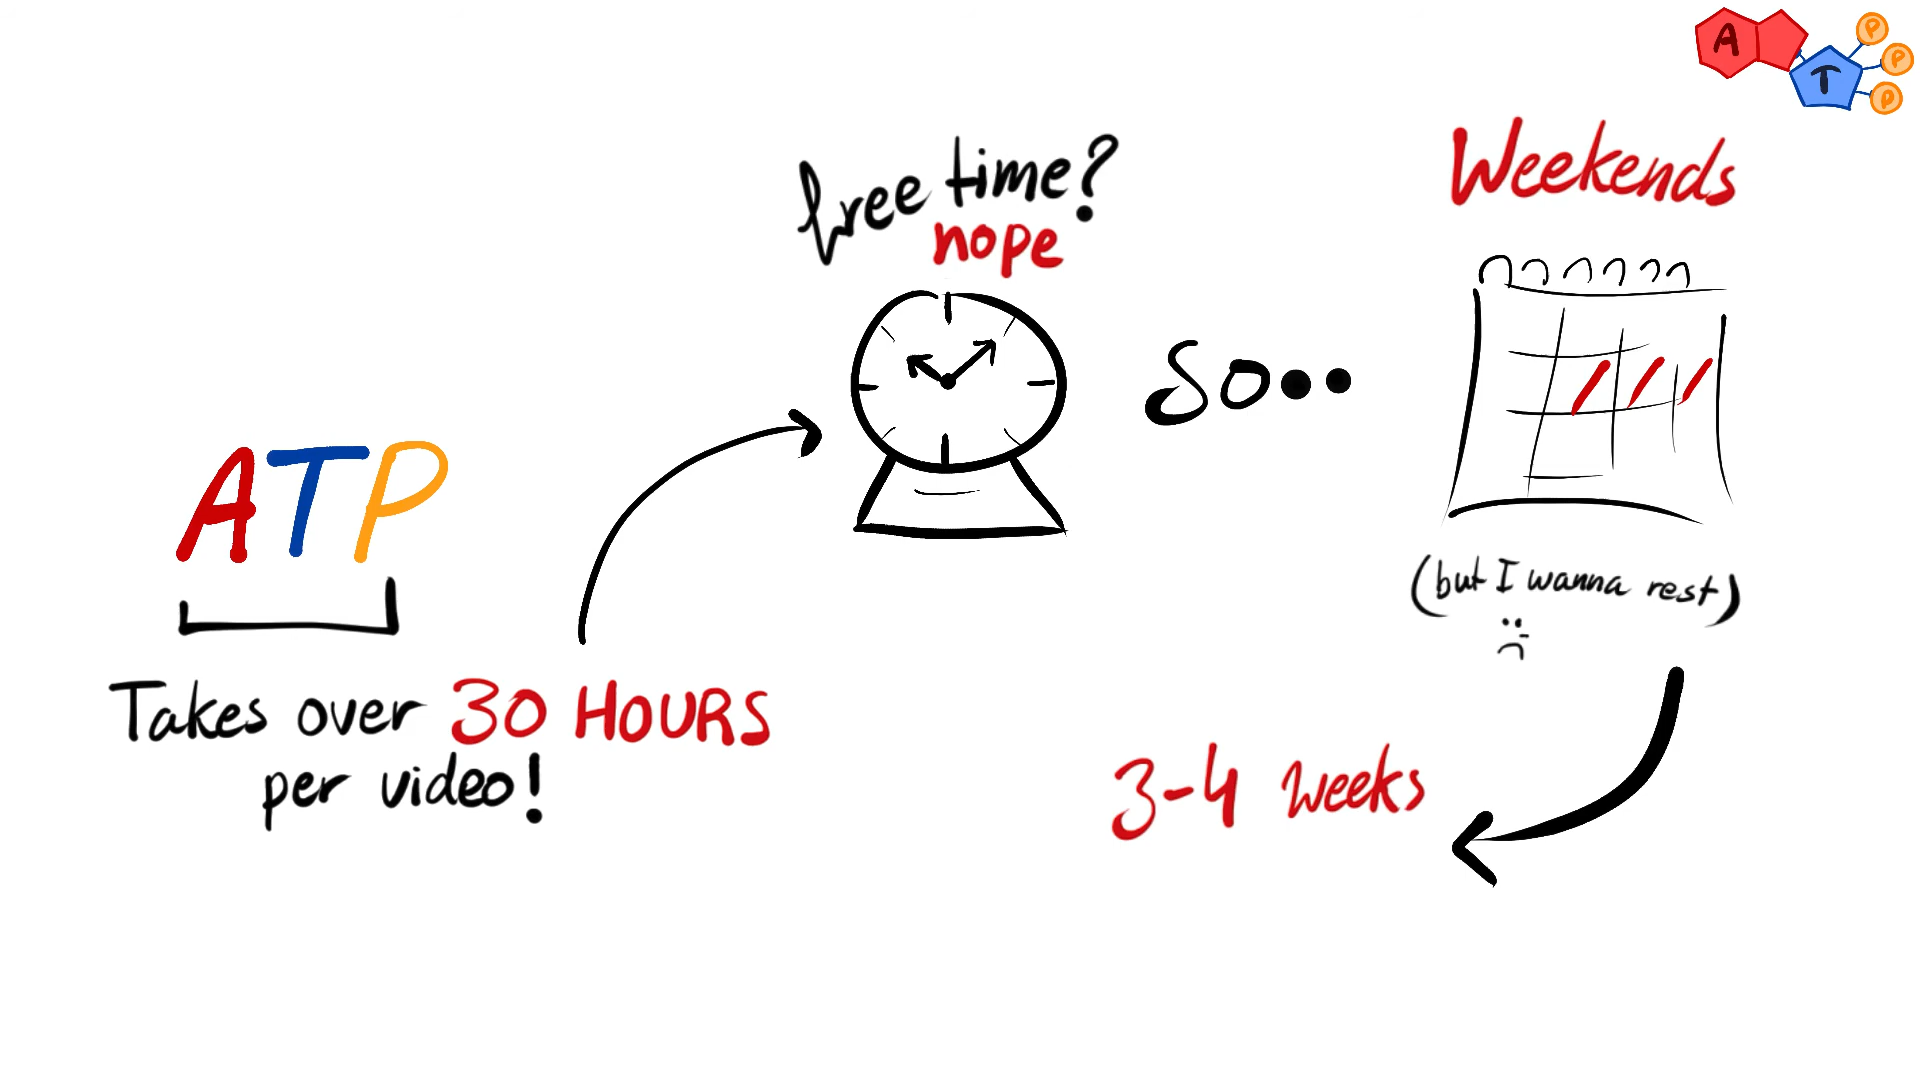 A
T
P
P
P
free time?
nope
Weekends
So..
ATP
(but I wanna rest)
Takes over 30 HOURS
per video!
3-4 weeks